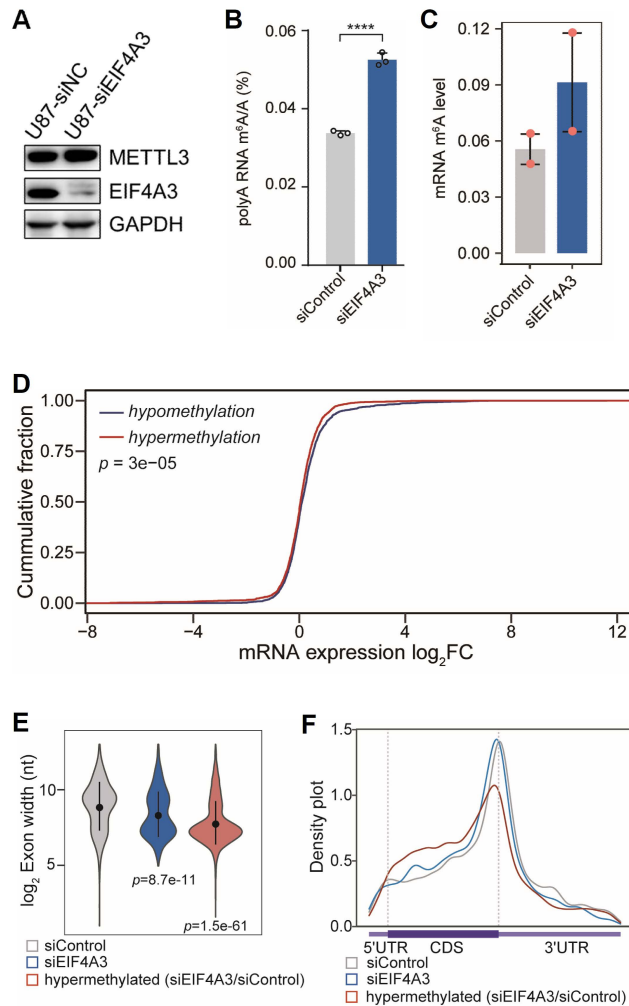 A
U87-siNC
U87-siEIF4A3
METTL3
EIF4A3
GAPDH
B
polyA RNA m⁶A/A (%)
0.06
0.04
0.02
0.00
****
siControl
siEIF4A3
C
mRNA m⁶A level
0.12
0.09
0.06
0.03
0.00
siControl
siEIF4A3
D
Cummulative fraction
1.00
0.75
0.50
0.25
0.00
hypomethylation
hypermethylation
p = 3e−05
−8 −4 0 4 8 12
mRNA expression log₂FC
E
log₂ Exon width (nt)
10
5
p=8.7e-11
p=1.5e-61
siControl
siEIF4A3
hypermethylated (siEIF4A3/siControl)
F
Density plot
1.5
1.0
0.5
0.0
5'UTR CDS 3'UTR
siControl
siEIF4A3
hypermethylated (siEIF4A3/siControl)